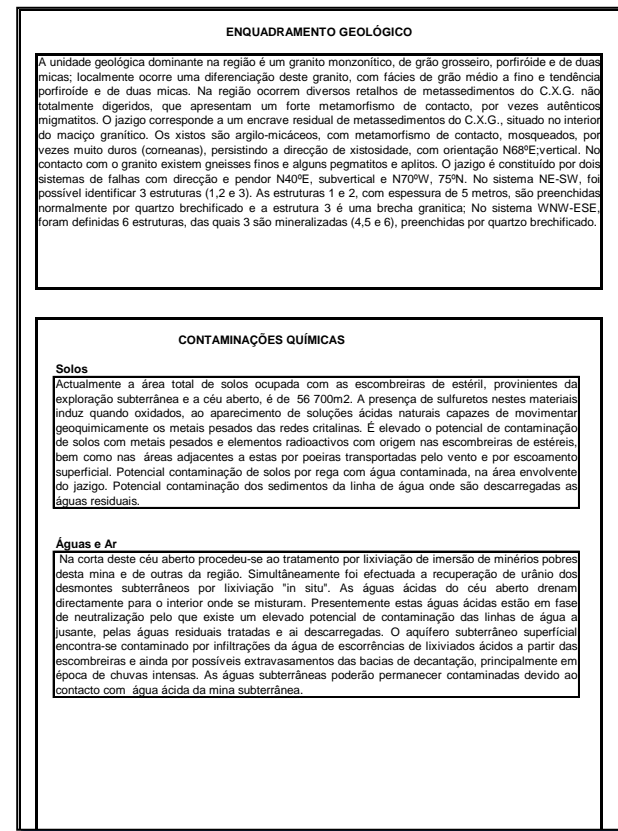 ENQUADRAMENTO GEOLÓGICO
A unidade geológica dominante na região é um granito monzonítico, de grão grosseiro, porfiróide e de duas
micas; localmente ocorre uma diferenciação deste granito, com fácies de grão médio a fino e tendência
porfiroíde e de duas micas. Na região ocorrem diversos retalhos de metassedimentos do C.X.G. não
totalmente digeridos, que apresentam um forte metamorfismo de contacto, por vezes autênticos
migmatitos. O jazigo corresponde a um encrave residual de metassedimentos do C.X.G., situado no interior
do maciço granítico. Os xistos são argilo-micáceos, com metamorfismo de contacto, mosqueados, por
vezes muito duros (corneanas), persistindo a direcção de xistosidade, com orientação N68ºE;vertical. No
contacto com o granito existem gneisses finos e alguns pegmatitos e aplitos. O jazigo é constituído por dois
sistemas de falhas com direcção e pendor N40ºE, subvertical e N70ºW, 75ºN. No sistema NE-SW, foi
possível identificar 3 estruturas (1,2 e 3). As estruturas 1 e 2, com espessura de 5 metros, são preenchidas
normalmente por quartzo brechificado e a estrutura 3 é uma brecha granitica; No sistema WNW-ESE,
foram definidas 6 estruturas, das quais 3 são mineralizadas (4,5 e 6), preenchidas por quartzo brechificado.
CONTAMINAÇÕES QUÍMICAS
Solos
Actualmente a área total de solos ocupada com as escombreiras de estéril, provinientes da
exploração subterrânea e a céu aberto, é de 56 700m2. A presença de sulfuretos nestes materiais
induz quando oxidados, ao aparecimento de soluções ácidas naturais capazes de movimentar
geoquimicamente os metais pesados das redes critalinas. É elevado o potencial de contaminação
de solos com metais pesados e elementos radioactivos com origem nas escombreiras de estéreis,
bem como nas áreas adjacentes a estas por poeiras transportadas pelo vento e por escoamento
superficial. Potencial contaminação de solos por rega com água contaminada, na área envolvente
do jazigo. Potencial contaminação dos sedimentos da linha de água onde são descarregadas as
águas residuais.
Águas e Ar
Na corta deste céu aberto procedeu-se ao tratamento por lixiviação de imersão de minérios pobres
desta mina e de outras da região. Simultâneamente foi efectuada a recuperação de urânio dos
desmontes subterrâneos por lixiviação "in situ". As águas ácidas do céu aberto drenam
directamente para o interior onde se misturam. Presentemente estas águas ácidas estão em fase
de neutralização pelo que existe um elevado potencial de contaminação das linhas de água a
jusante, pelas águas residuais tratadas e ai descarregadas. O aquífero subterrâneo superfícial
encontra-se contaminado por infiltrações da água de escorrências de lixiviados ácidos a partir das
escombreiras e ainda por possíveis extravasamentos das bacias de decantação, principalmente em
época de chuvas intensas. As águas subterrâneas poderão permanecer contaminadas devido ao
contacto com água ácida da mina subterrânea.